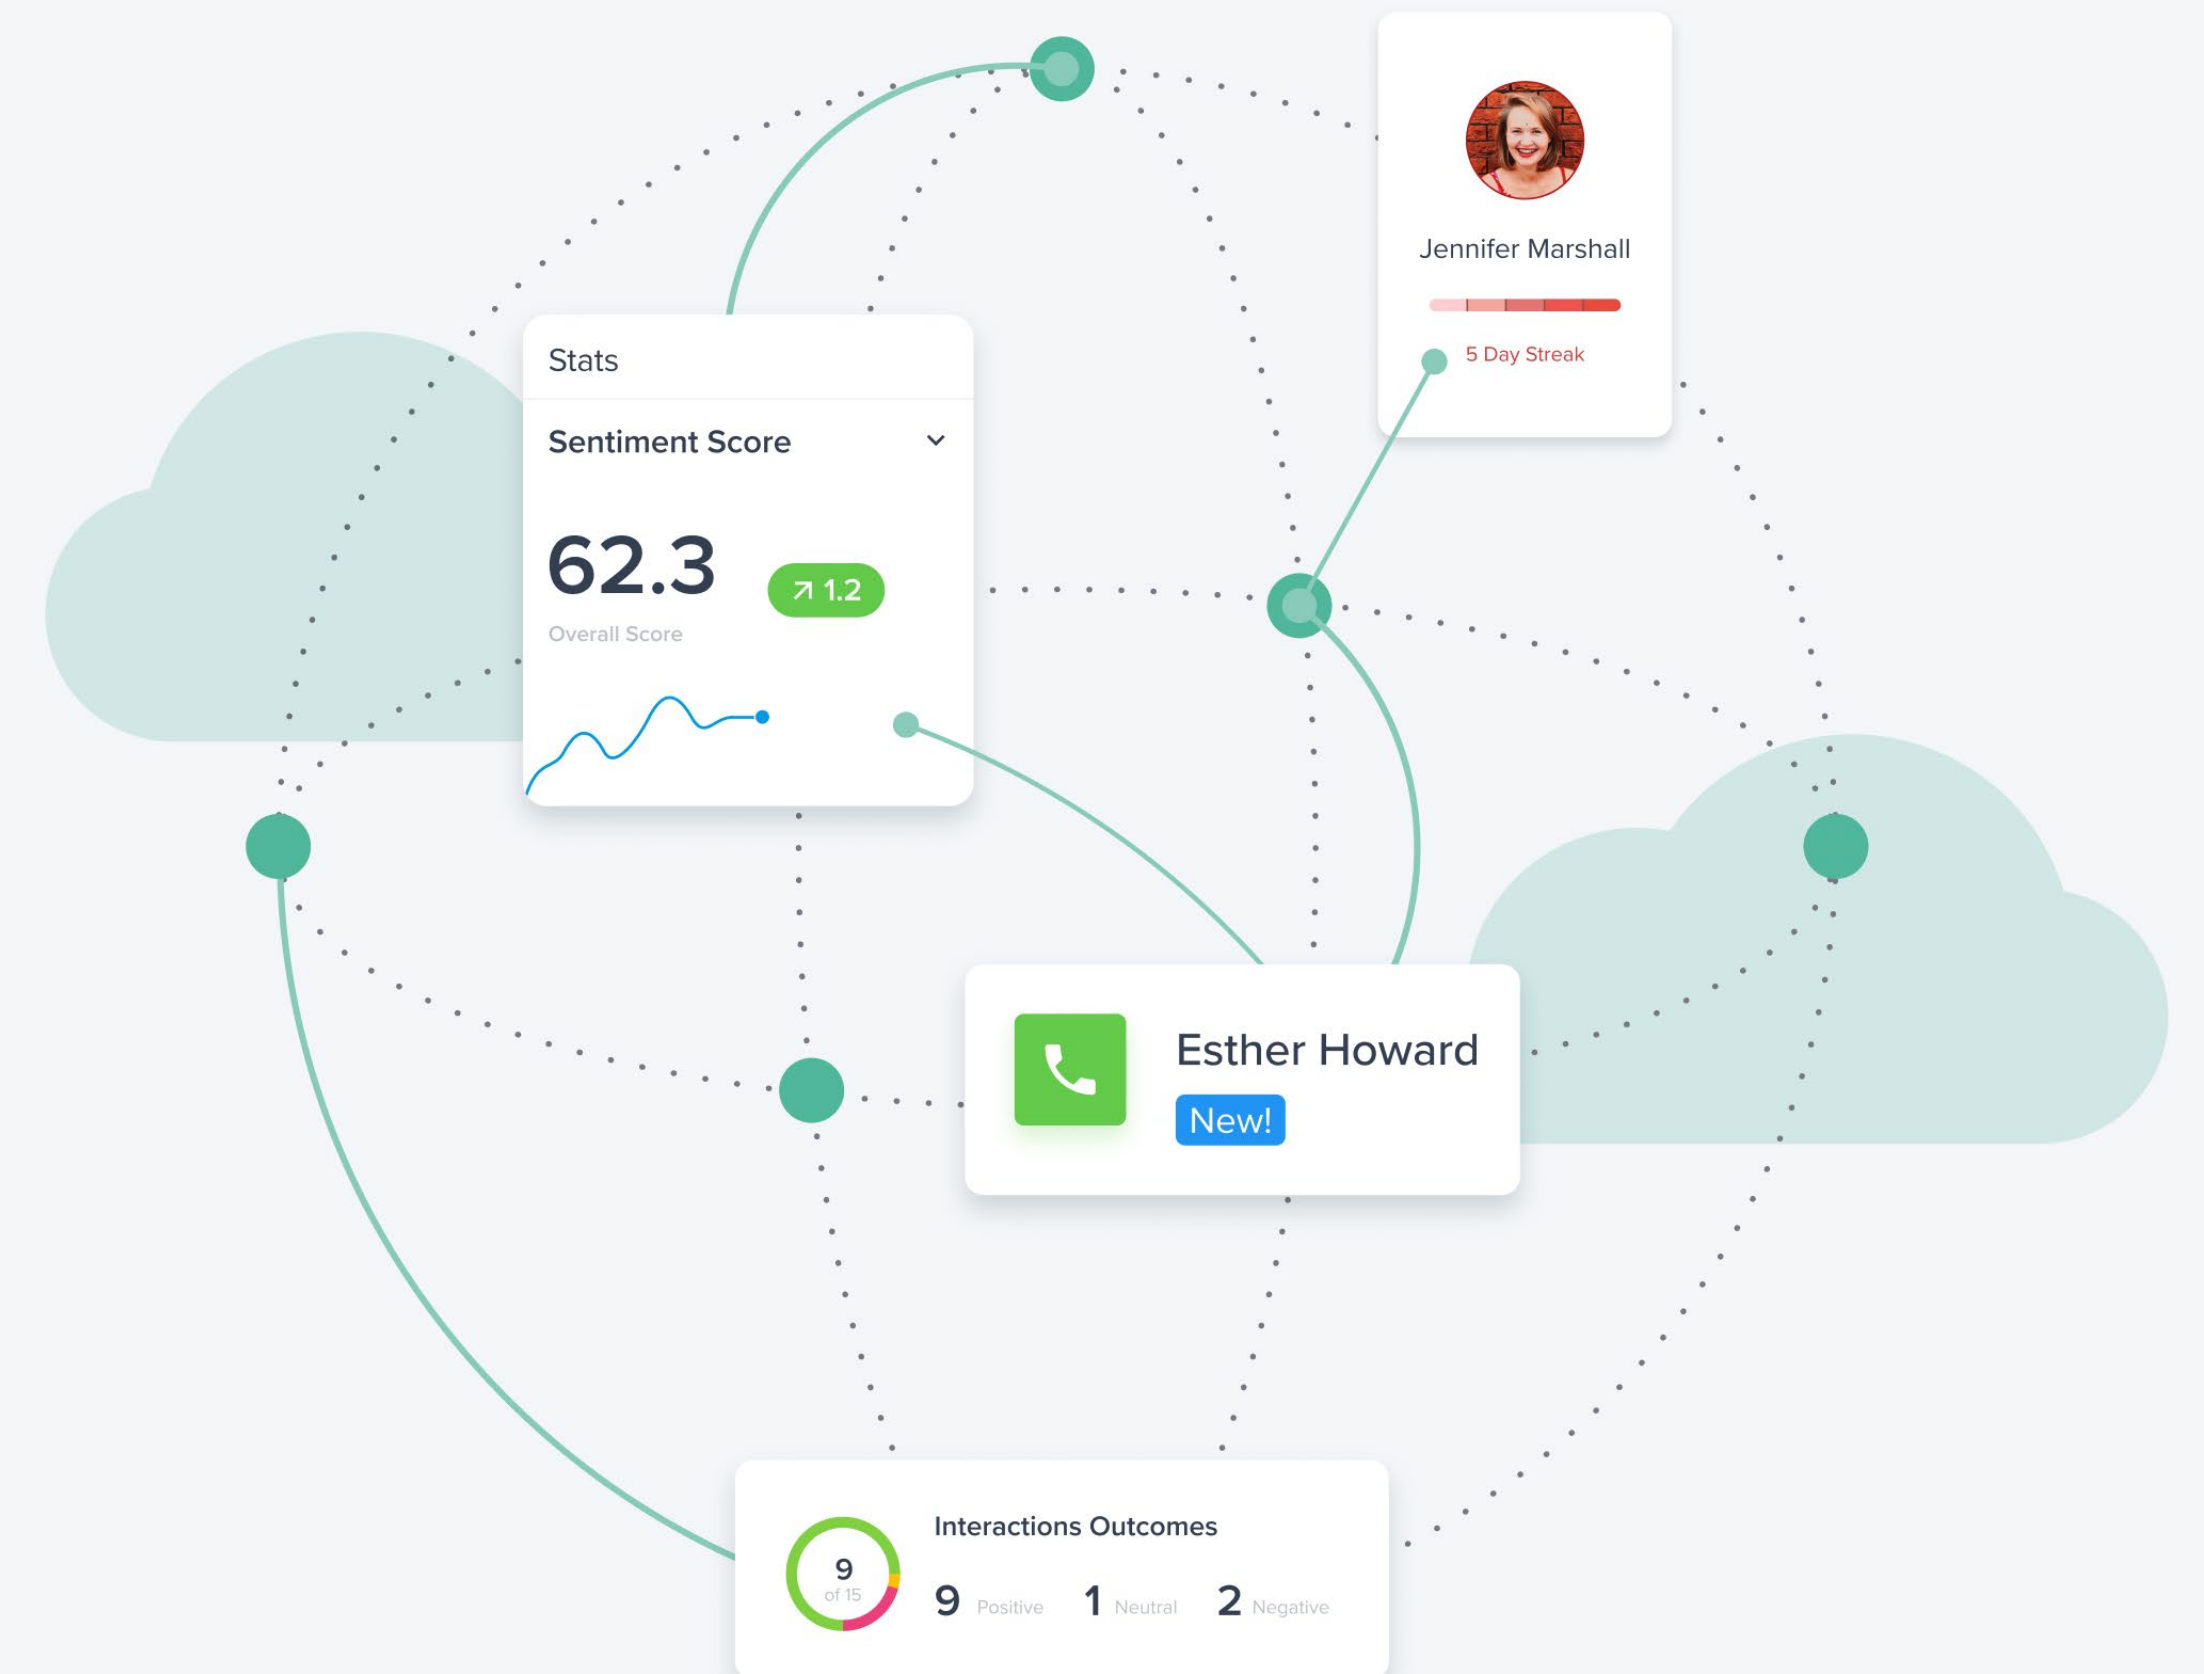 Jennifer Marshall
5 Day Streak
Stats
Sentiment Score
62.3
1.2
Overall Score
Esther Howard
New!
Interactions Outcomes
9
of 15
9 Positive 1 Neutral 2 Negative